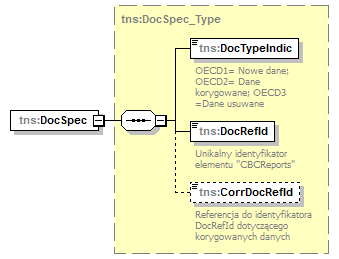 tns:DocSpec_Type
tns:DocTypeIndic
OECD1= Nowe dane;
OECD2= Dane
korygowane; OECD3
=Dane usuwane
tns:DocSpec
tns:DocRefId
Unikalny identyfikator
elementu "CBCReports"
tns:CorrDocRefId
Referencja do identyfikatora
DocRefId dotyczącego
korygowanych danych